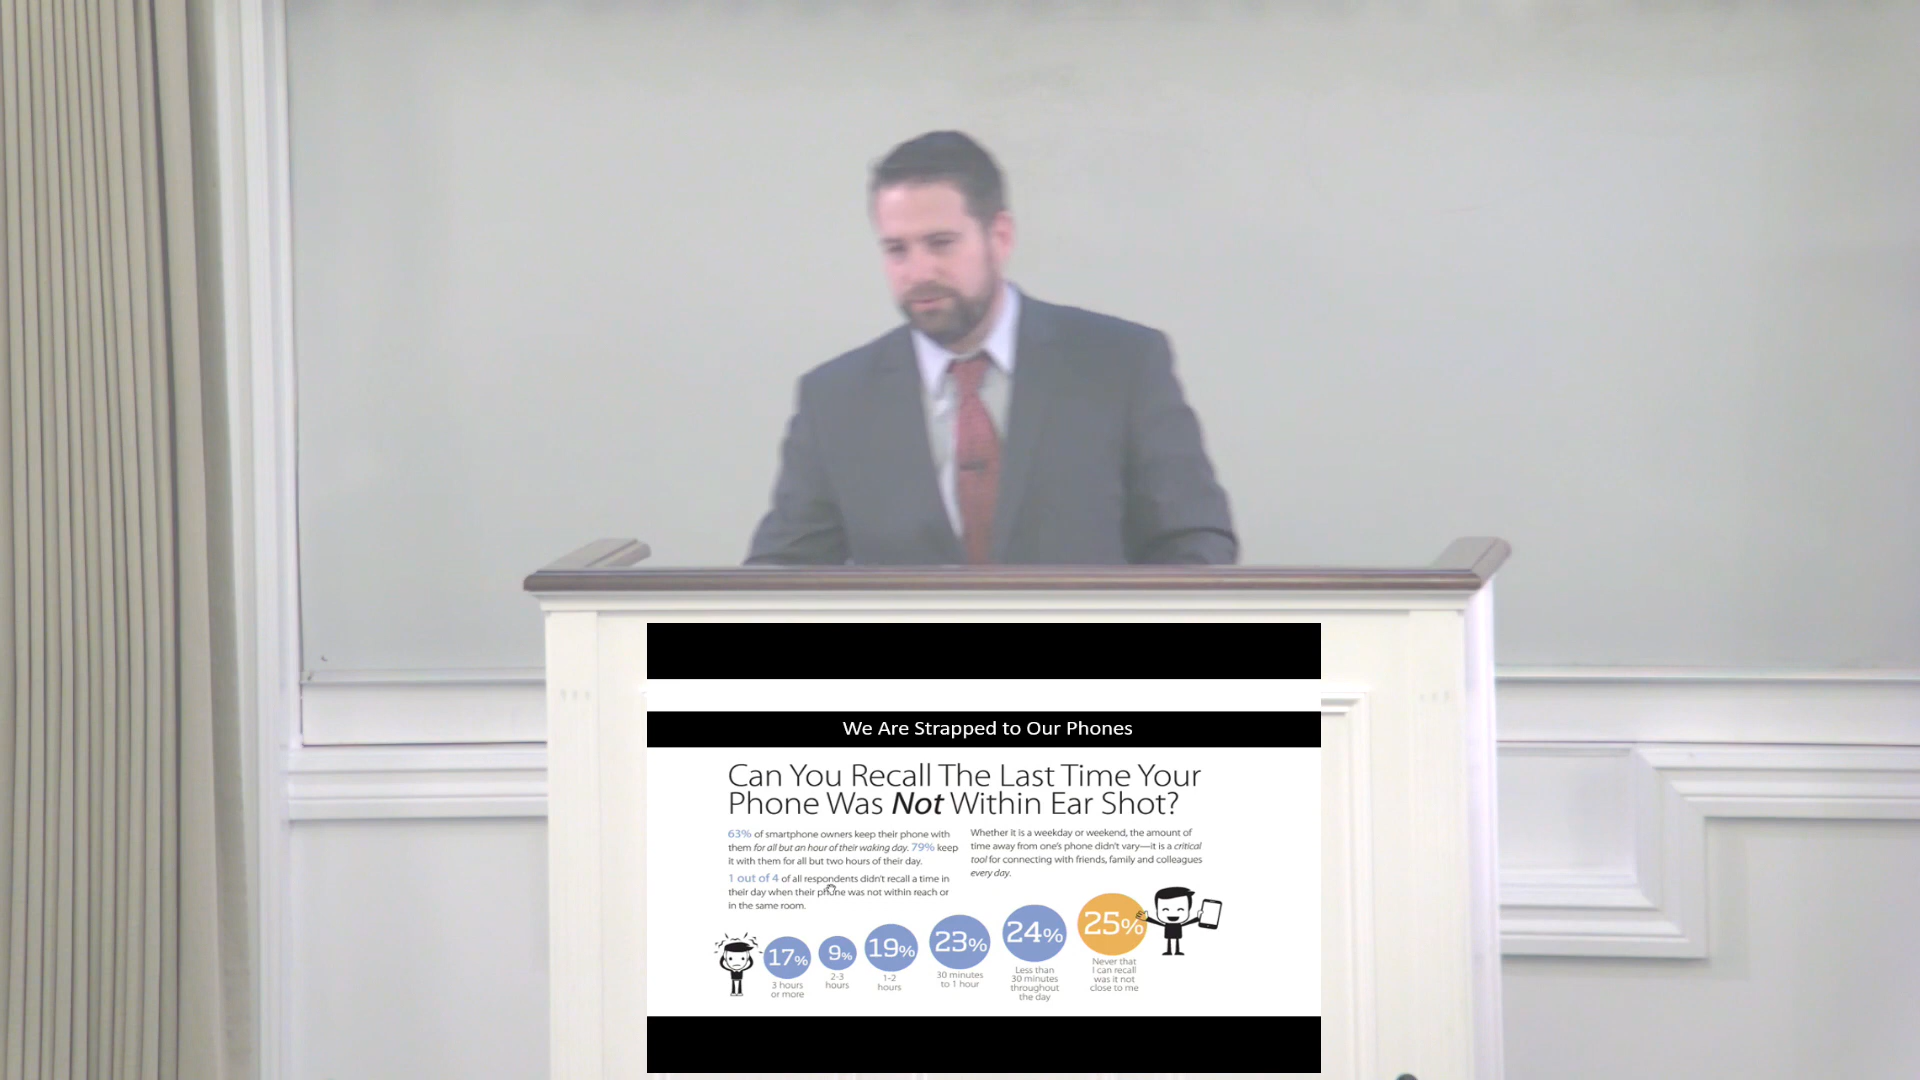 We Are Strapped to Our Phones
Can You Recall The Last Time Your
Phone Was Not Within Ear Shot?
63% of smartphone owners keep their phone with
them for all but an hour of their waking day. 79% keep
it with them for all but two hours of their day.
1 out of 4 of all respondents didn't recall a time in
their day when their phone was not within reach or
in the same room.
Whether it is a weekday or weekend, the amount of
time away from one's phone didn't vary—it is a critical
tool for connecting with friends, family and colleagues
every day.
17%
3 hours
or more
9%
2-3
hours
19%
1-2
hours
23%
30 minutes
to 1 hour
24%
Less than
30 minutes
throughout
the day
25%
Never that
I can recall
was it not
close to me